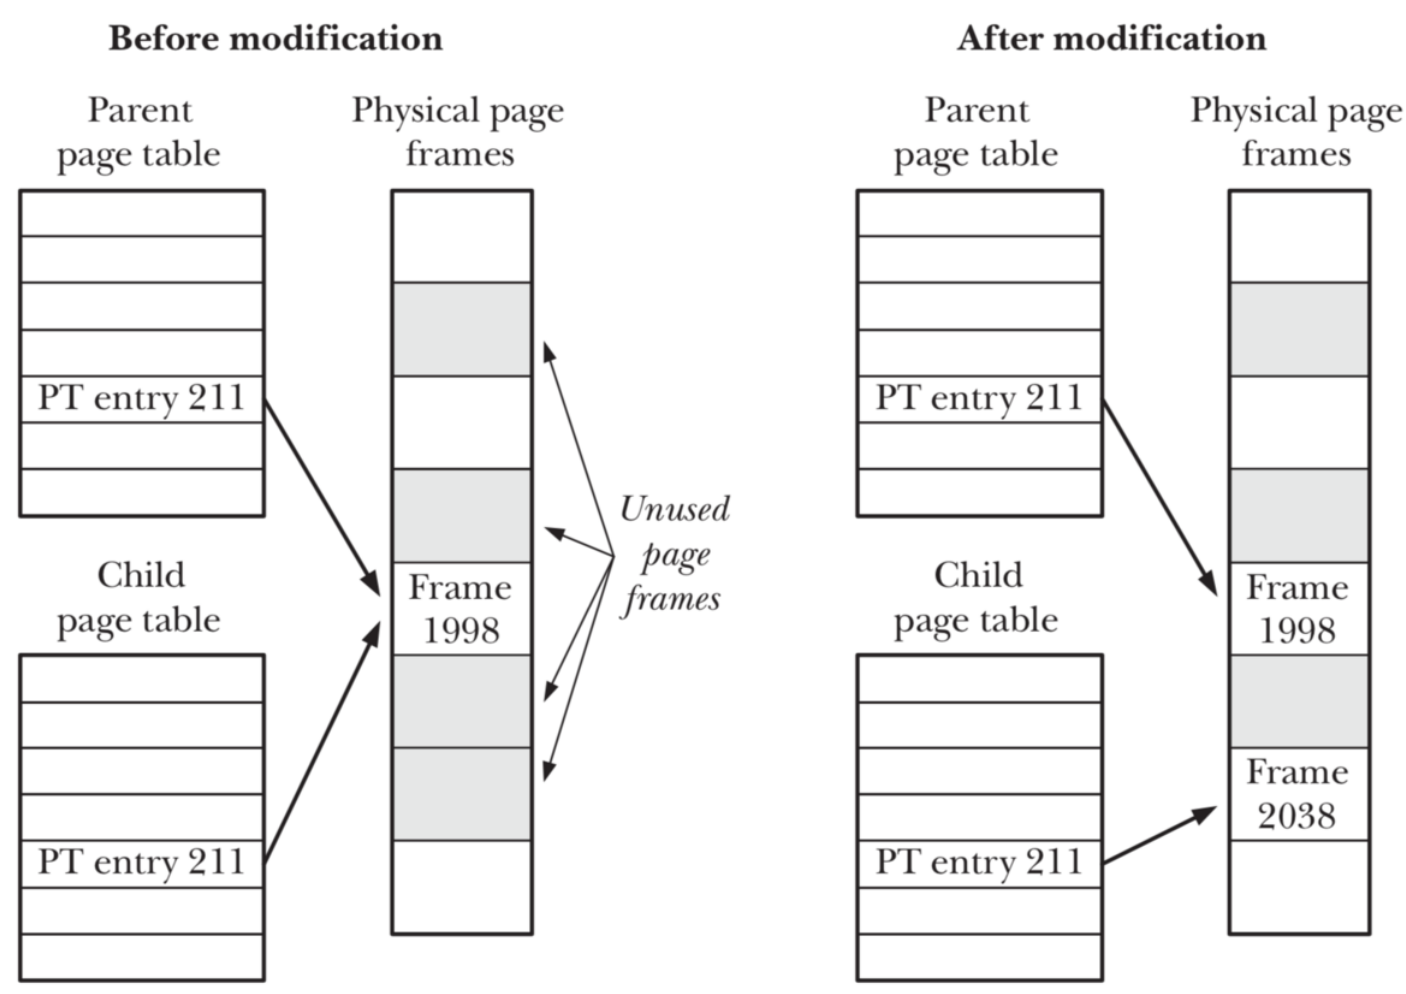 Before modification
Parent
page table
Physical page
frames
PT entry 211
Unused
page
frames
Child
page table
Frame
1998
PT entry 211
After modification
Parent
page table
Physical page
frames
PT entry 211
Child
page table
Frame
1998
Frame
2038
PT entry 211